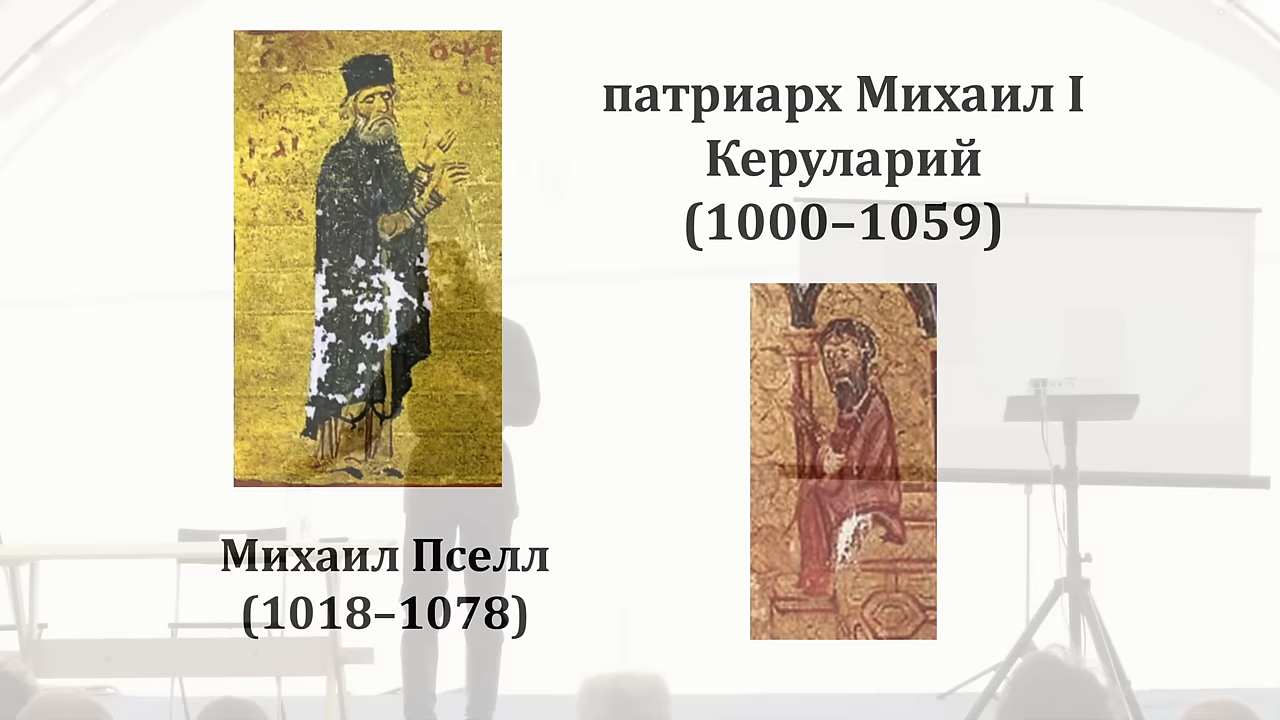 Михаил Пселл
(1018–1078)
патриарх Михаил I
Керуларий
(1000–1059)